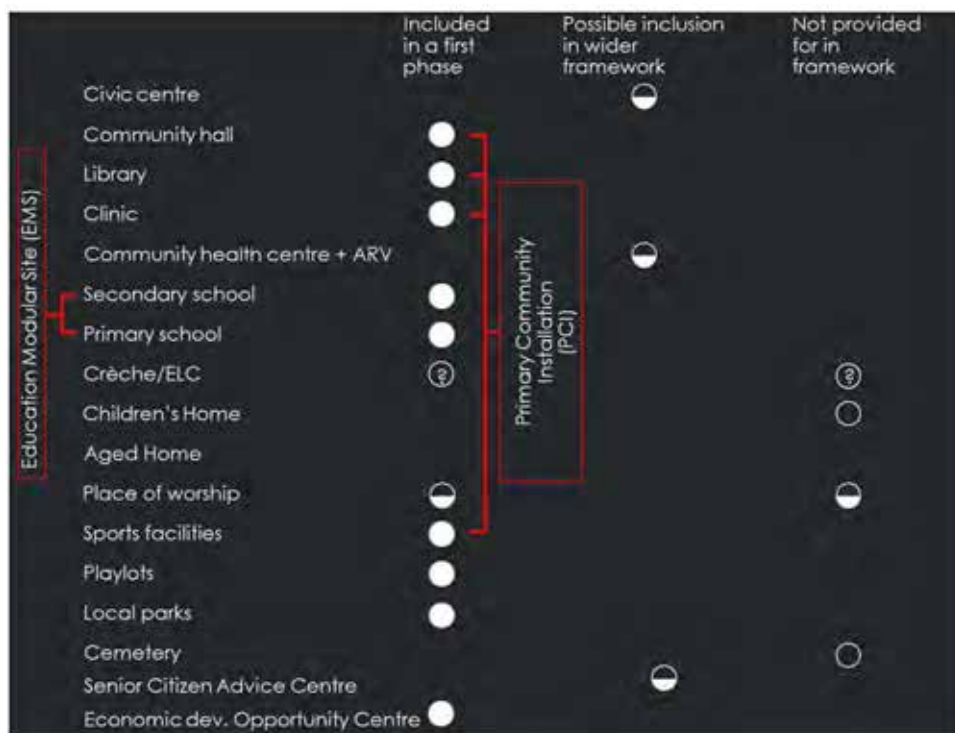 Included
in a first
phase
Possible inclusion
in wider
framework
Not provided
for in
framework
Civic centre
Community hall
Library
Clinic
Community health centre + ARV
Secondary school
Primary school
Crèche/ELC
?
?
Children's Home
Aged Home
Place of worship
Sports facilities
Playlots
Local parks
Cemetery
Senior Citizen Advice Centre
Economic dev. Opportunity Centre
Education Modular Site (EMS)
Primary Community
Installation
(PCI)